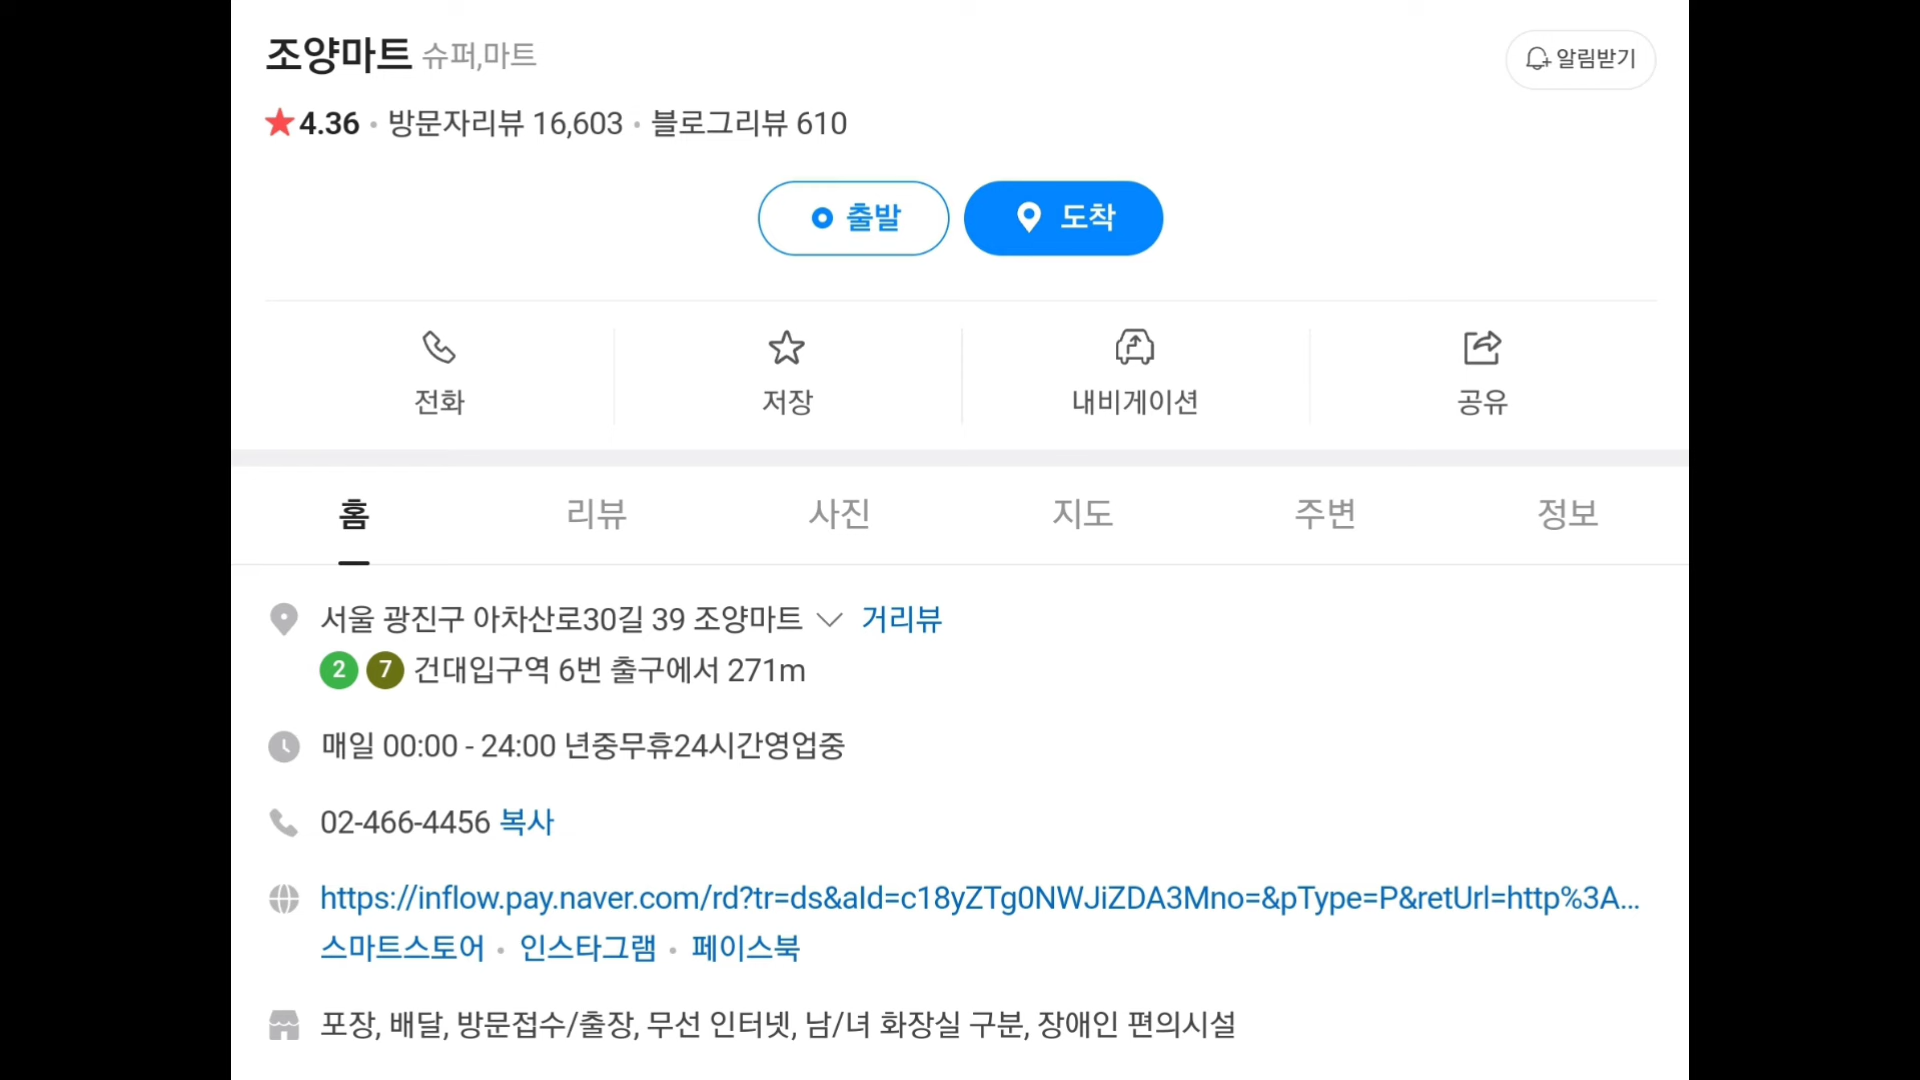 조양마트 슈퍼,마트
알림받기
4.36 · 방문자리뷰 16,603 · 블로그리뷰 610
출발 도착
전화 저장 내비게이션 공유
홈 리뷰 사진 지도 주변 정보
서울 광진구 아차산로30길 39 조양마트 거리뷰
2 7 건대입구역 6번 출구에서 271m
매일 00:00 - 24:00 년중무휴24시간영업중
02-466-4456 복사
https://inflow.pay.naver.com/rd?tr=ds&aId=c18yZTg0NWJiZDA3Mno=&pType=P&retUrl=http%3A...
스마트스토어 · 인스타그램 · 페이스북
포장, 배달, 방문접수/출장, 무선 인터넷, 남/녀 화장실 구분, 장애인 편의시설